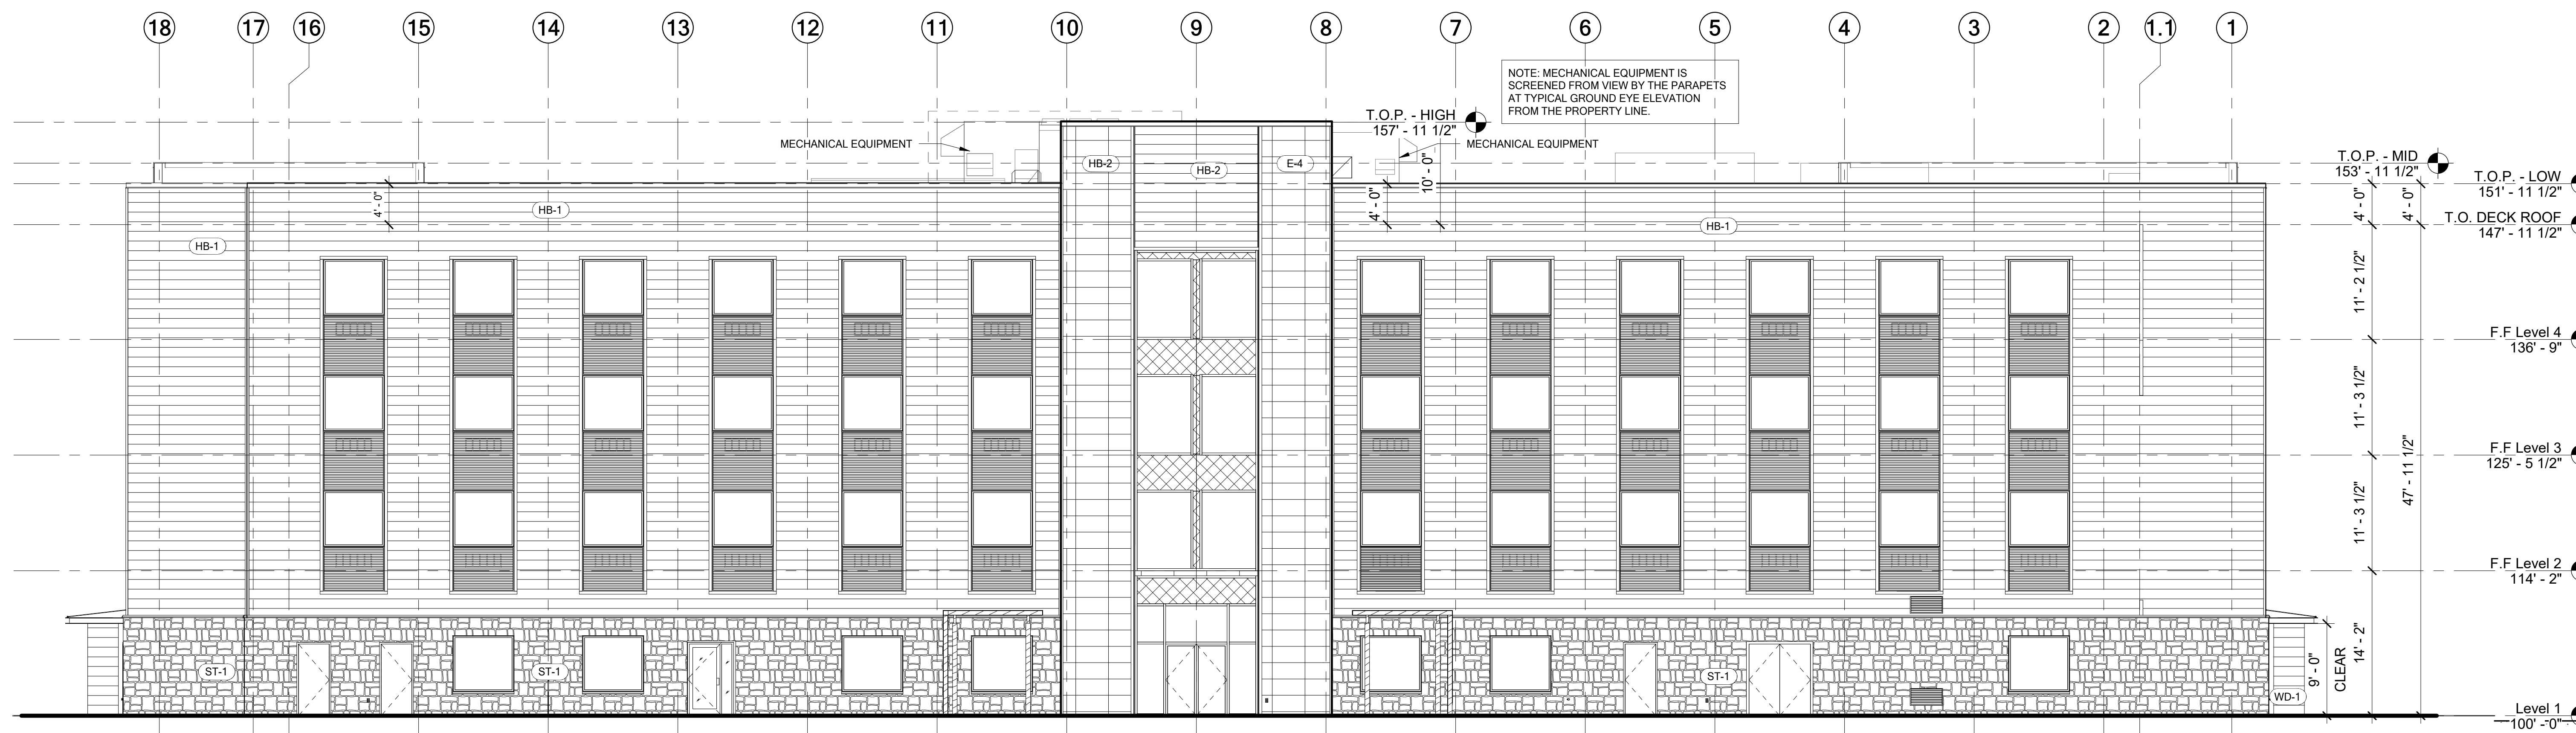 18 17 16 15 14 13 12 11 10 9 8 7 6 5 4 3 2 1.1 1
NOTE: MECHANICAL EQUIPMENT IS
SCREENED FROM VIEW BY THE PARAPETS
AT TYPICAL GROUND EYE ELEVATION
FROM THE PROPERTY LINE.
T.O.P. - HIGH
157' - 11 1/2"
MECHANICAL EQUIPMENT
MECHANICAL EQUIPMENT
HB-2
HB-2
E-4
10' - 0"
T.O.P. - MID
153' - 11 1/2"
T.O.P. - LOW
151' - 11 1/2"
4' - 0"
HB-1
4' - 0"
HB-1
4' - 0"
4' - 0"
T.O. DECK ROOF
147' - 11 1/2"
HB-1
11' - 2 1/2"
F.F Level 4
136' - 9"
11' - 3 1/2"
F.F Level 3
125' - 5 1/2"
47' - 11 1/2"
11' - 3 1/2"
F.F Level 2
114' - 2"
14' - 2"
9' - 0"
CLEAR
ST-1
ST-1
ST-1
WD-1
Level 1
100' - 0"